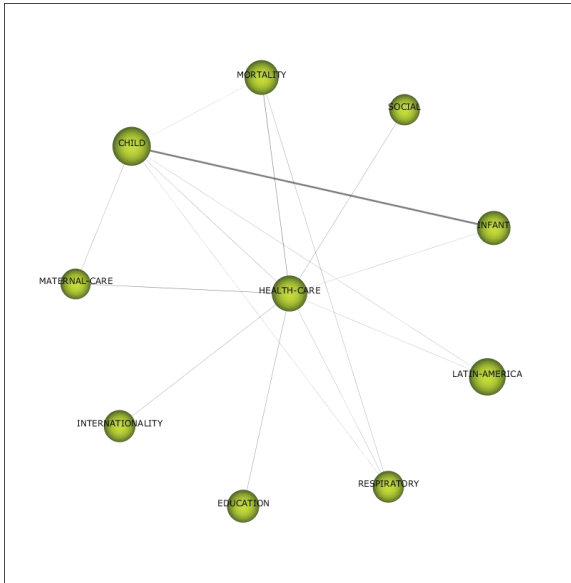 MORTALITY
SOCIAL
CHILD
INFANT
MATERNAL-CARE
HEALTH-CARE
LATIN-AMERICA
INTERNATIONALITY
RESPIRATORY
EDUCATION